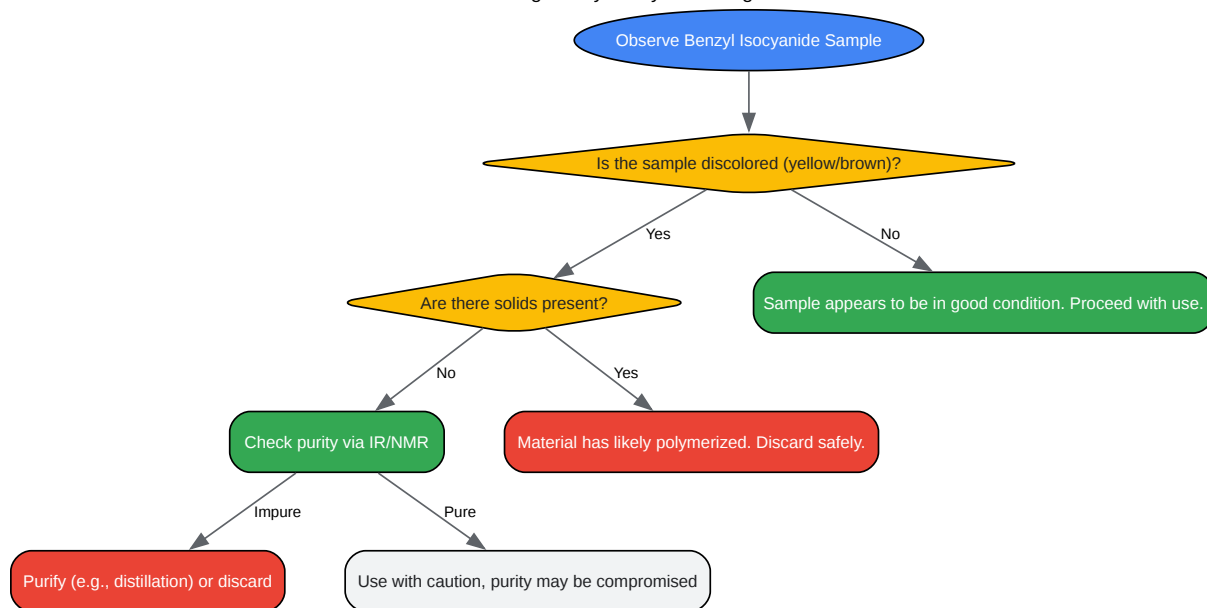 Observe Benzyl Isocyanide Sample
Is the sample discolored (yellow/brown)?
Yes
No
Are there solids present?
Sample appears to be in good condition. Proceed with use.
No
Yes
Check purity via IR/NMR
Material has likely polymerized. Discard safely.
Impure
Pure
Purify (e.g., distillation) or discard
Use with caution, purity may be compromised